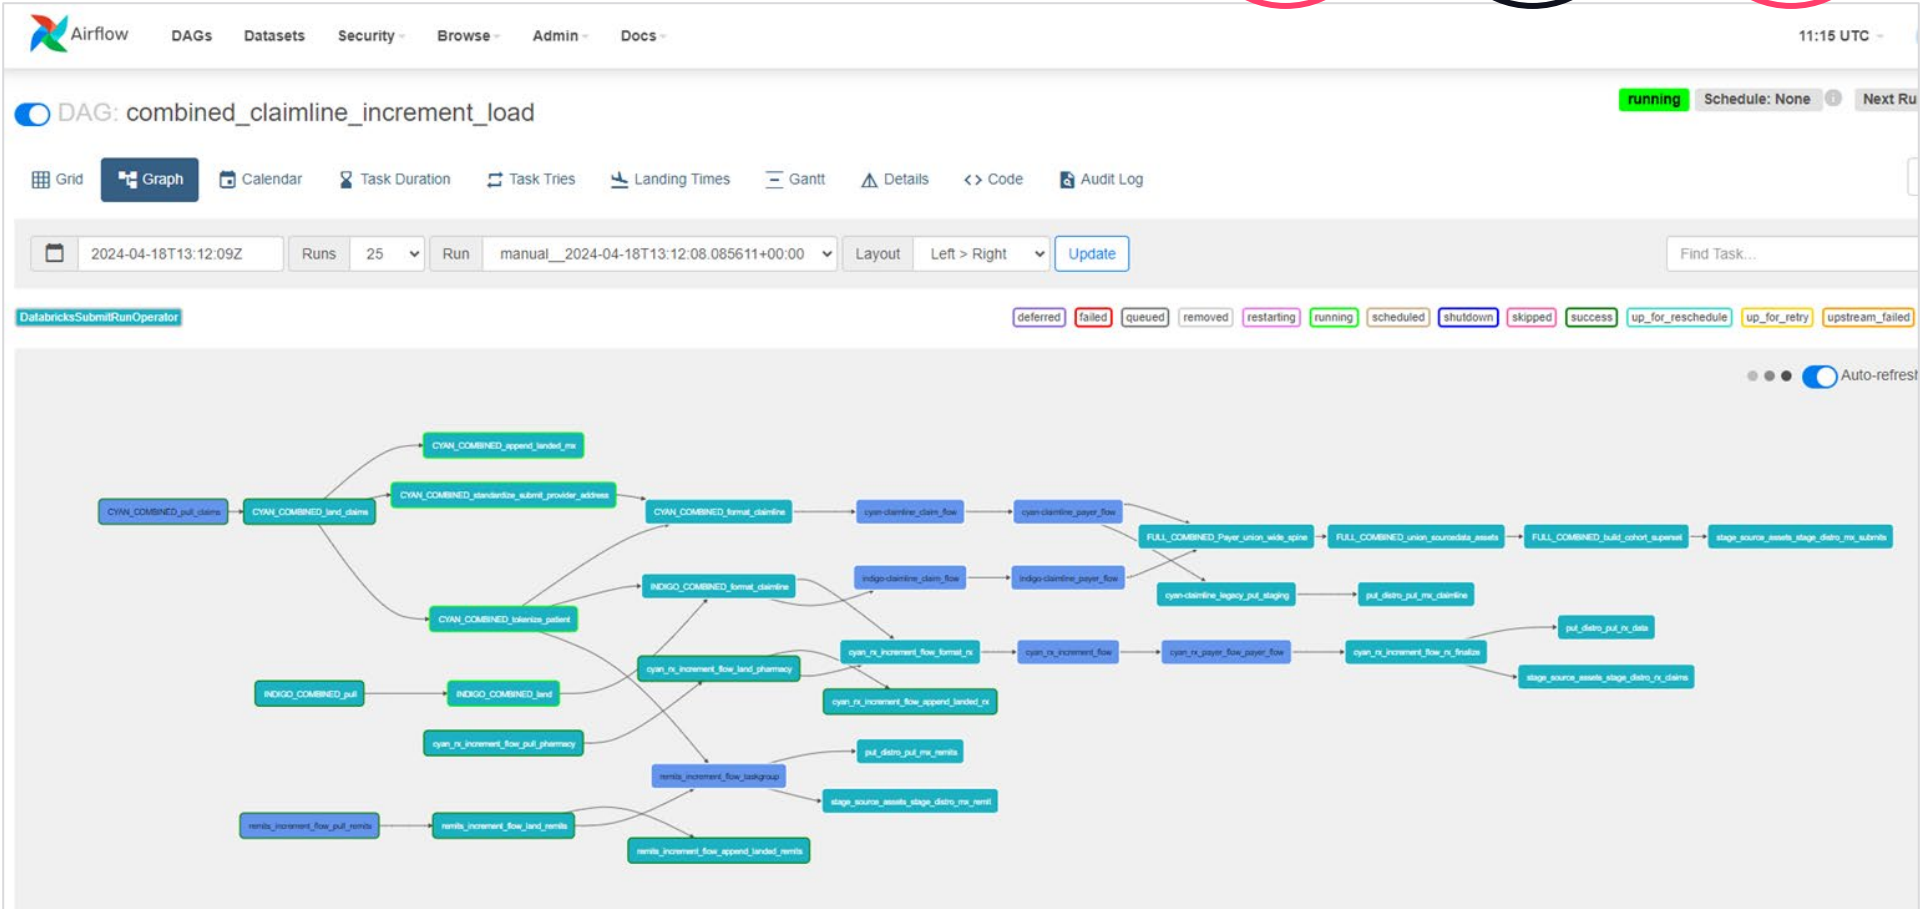 Airflow DAGs Datasets Security Browse Admin Docs 11:15 UTC
DAG: combined_claimline_increment_load
running Schedule: None Next Ru
Grid Graph Calendar Task Duration Task Tries Landing Times Gantt Details <> Code Audit Log
2024-04-18T13:12:09Z Runs 25 Run manual__2024-04-18T13:12:08.085611+00:00 Layout Left > Right Update Find Task...
DatabricksSubmitRunOperator deferred failed queued removed restarting running scheduled shutdown skipped success up_for_reschedule up_for_retry upstream_failed
Auto-refresh
CYAN_COMBINED_append_landed_mx
CYAN_COMBINED_standardize_submit_provider_address
CYAN_COMBINED_pull_claims CYAN_COMBINED_land_claims CYAN_COMBINED_format_claimline cyan-claimline_claim_flow cyan-claimline_payer_flow
FULL_COMBINED_Payer_union_wide_spine FULL_COMBINED_union_sourcedata_assets FULL_COMBINED_build_cohort_superset stage_source_assets_stage_distro_mx_submits
INDIGO_COMBINED_format_claimline indigo-claimline_claim_flow indigo-claimline_payer_flow
cyan-claimline_legacy_put_staging put_distro_put_mx_claimline
CYAN_COMBINED_tokenize_patient
put_distro_put_rx_data
cyan_rx_increment_flow_format_rx cyan_rx_increment_flow cyan_rx_payer_flow_payer_flow cyan_rx_increment_flow_rx_finalize
cyan_rx_increment_flow_land_pharmacy
stage_source_assets_stage_distro_rx_claims
INDIGO_COMBINED_pull INDIGO_COMBINED_land
cyan_rx_increment_flow_append_landed_rx
cyan_rx_increment_flow_pull_pharmacy
put_distro_put_mx_remits
remits_increment_flow_taskgroup
stage_source_assets_stage_distro_mx_remit
remits_increment_flow_pull_remits remits_increment_flow_land_remits
remits_increment_flow_append_landed_remits